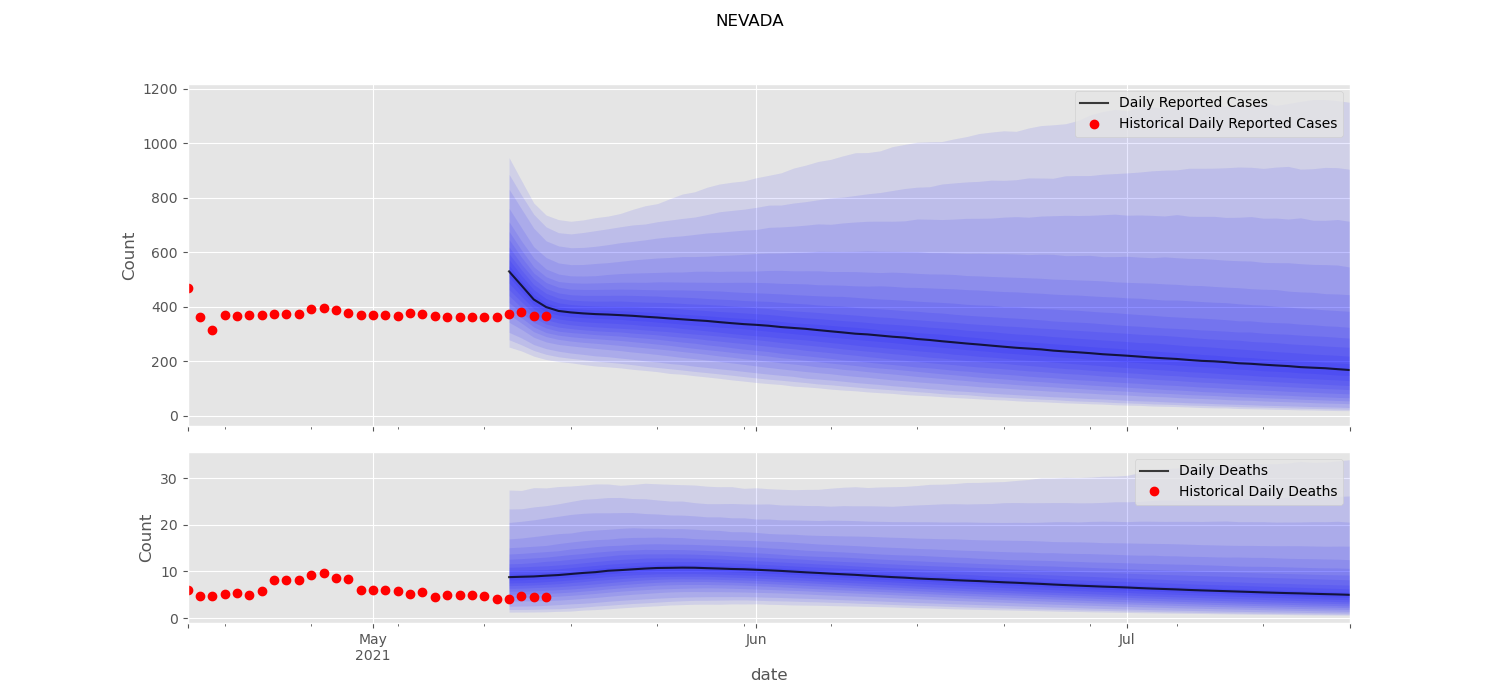 NEVADA
1200
1000
800
600
400
200
0
Count
Daily Reported Cases
Historical Daily Reported Cases
30
20
10
0
Count
Daily Deaths
Historical Daily Deaths
May
2021
Jun
Jul
date